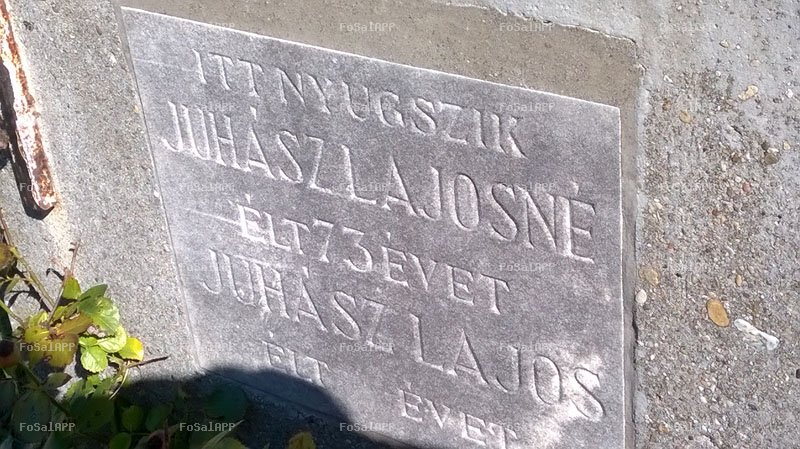 ITT NYUGSZIK
JUHÁSZ LAJOSNÉ
ÉLT 73 ÉVET
JUHÁSZ LAJOS
ÉLT ÉVET